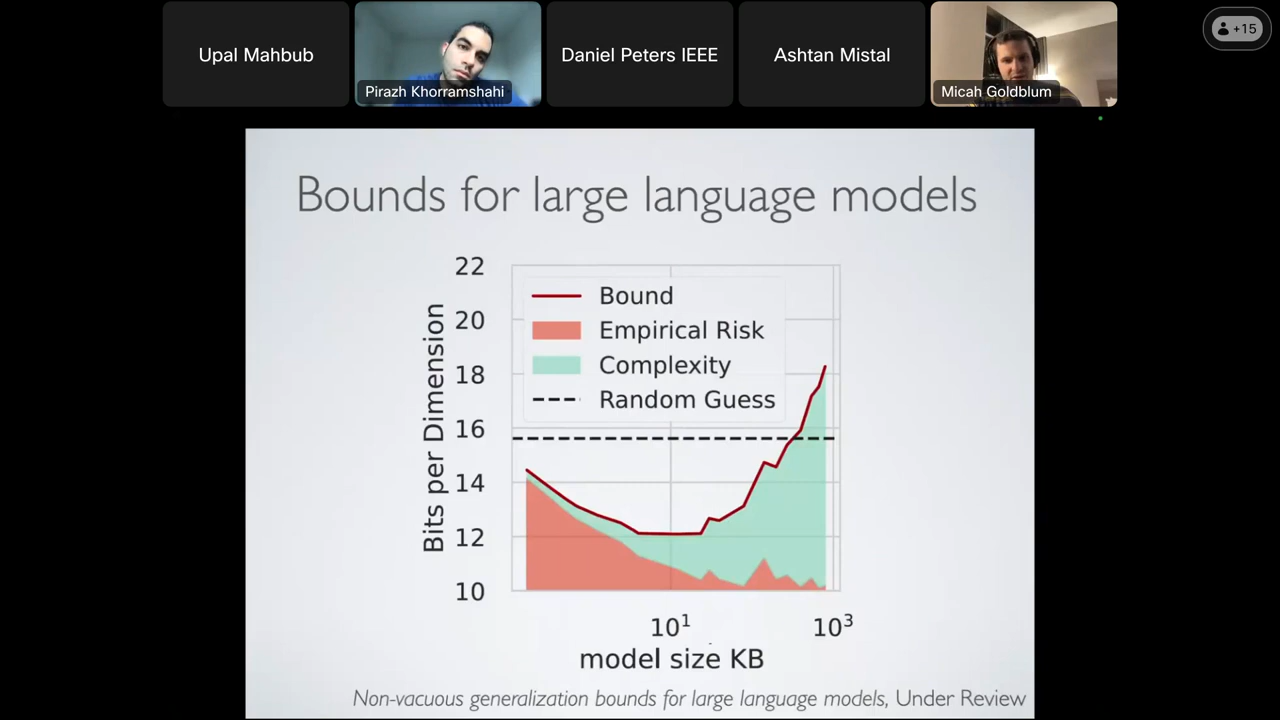 Upal Mahbub
Pirazh Khorramshahi
Daniel Peters IEEE
Ashtan Mistal
Micah Goldblum
+15
Bounds for large language models
22
20
18
16
14
12
10
Bits per Dimension
Bound
Empirical Risk
Complexity
Random Guess
10¹
10³
model size KB
Non-vacuous generalization bounds for large language models, Under Review